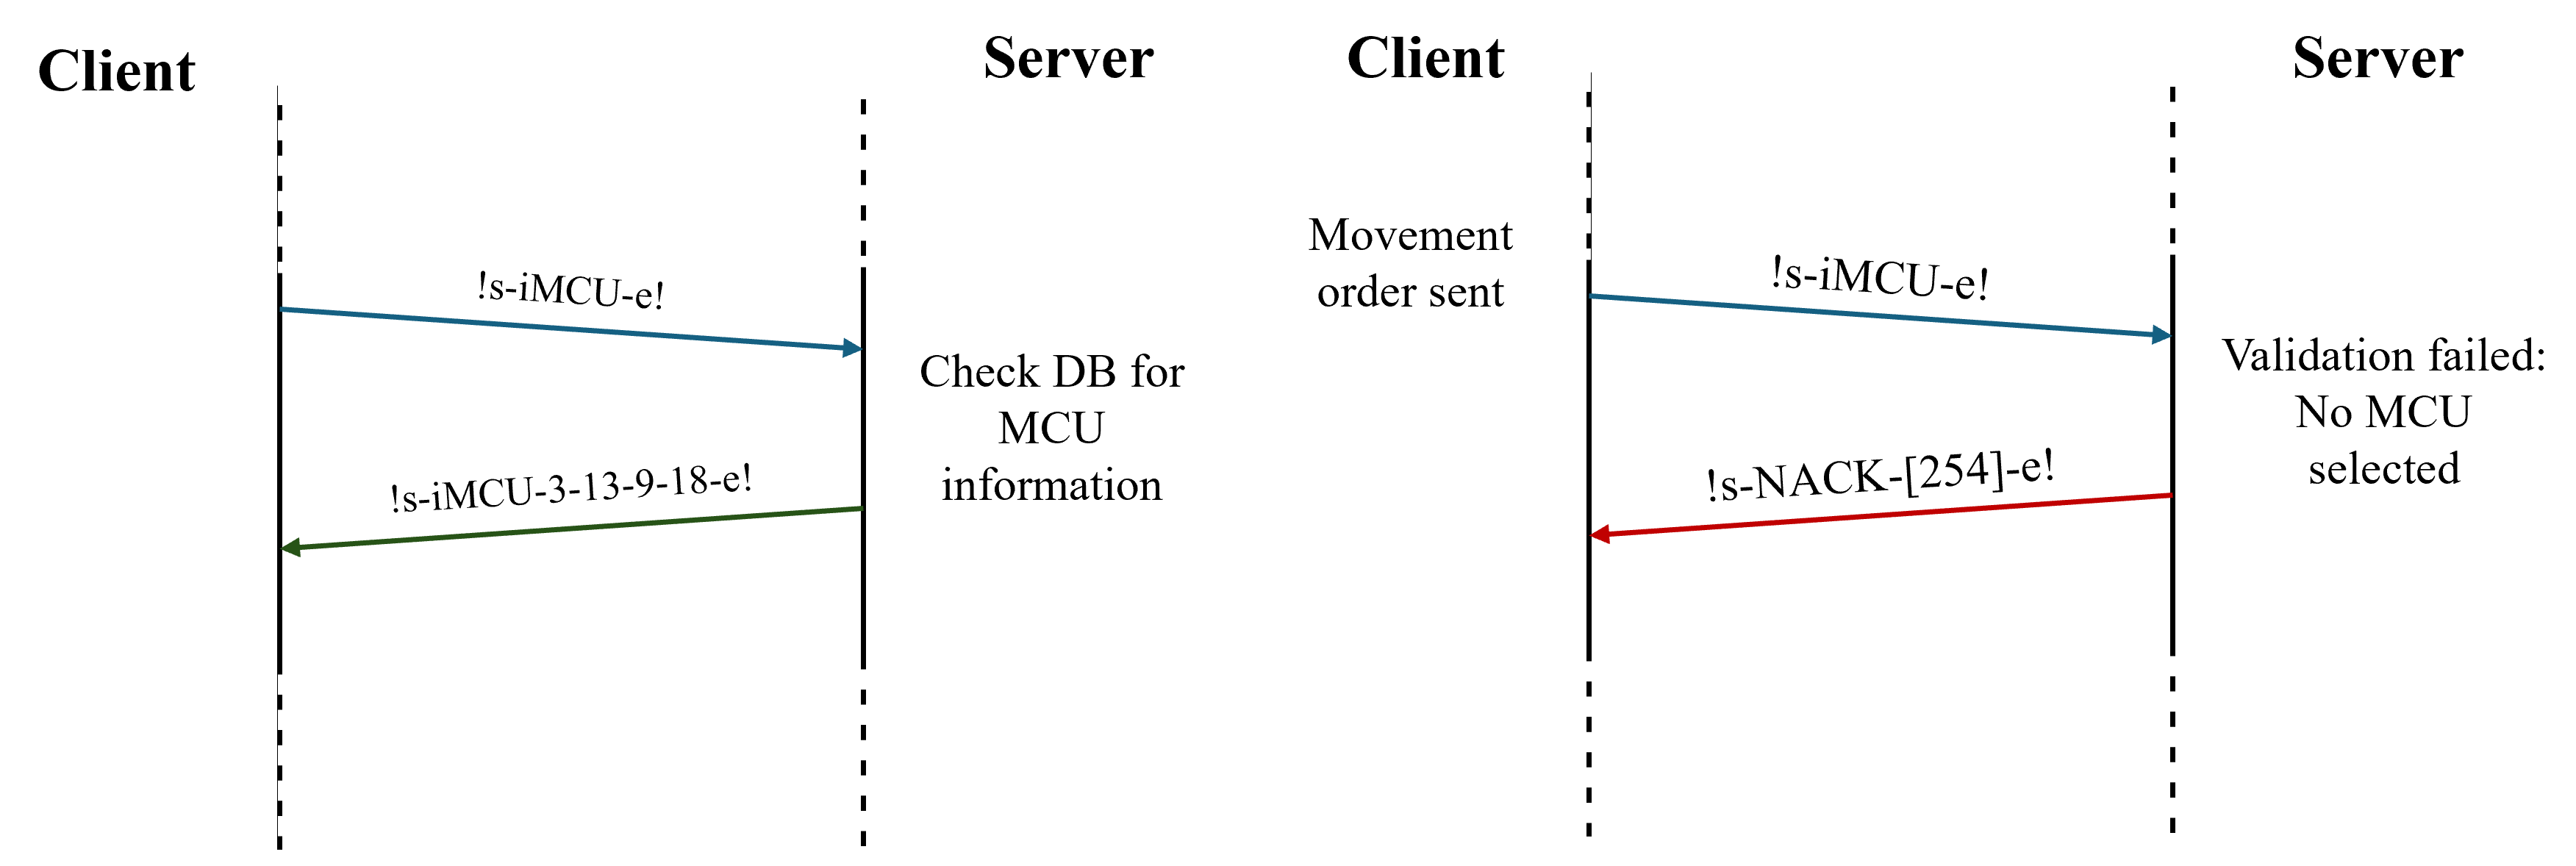 Client
Server
!s-iMCU-e!
Check DB for
MCU
information
!s-iMCU-3-13-9-18-e!
Client
Server
Movement
order sent
!s-iMCU-e!
Validation failed:
No MCU
selected
!s-NACK-[254]-e!